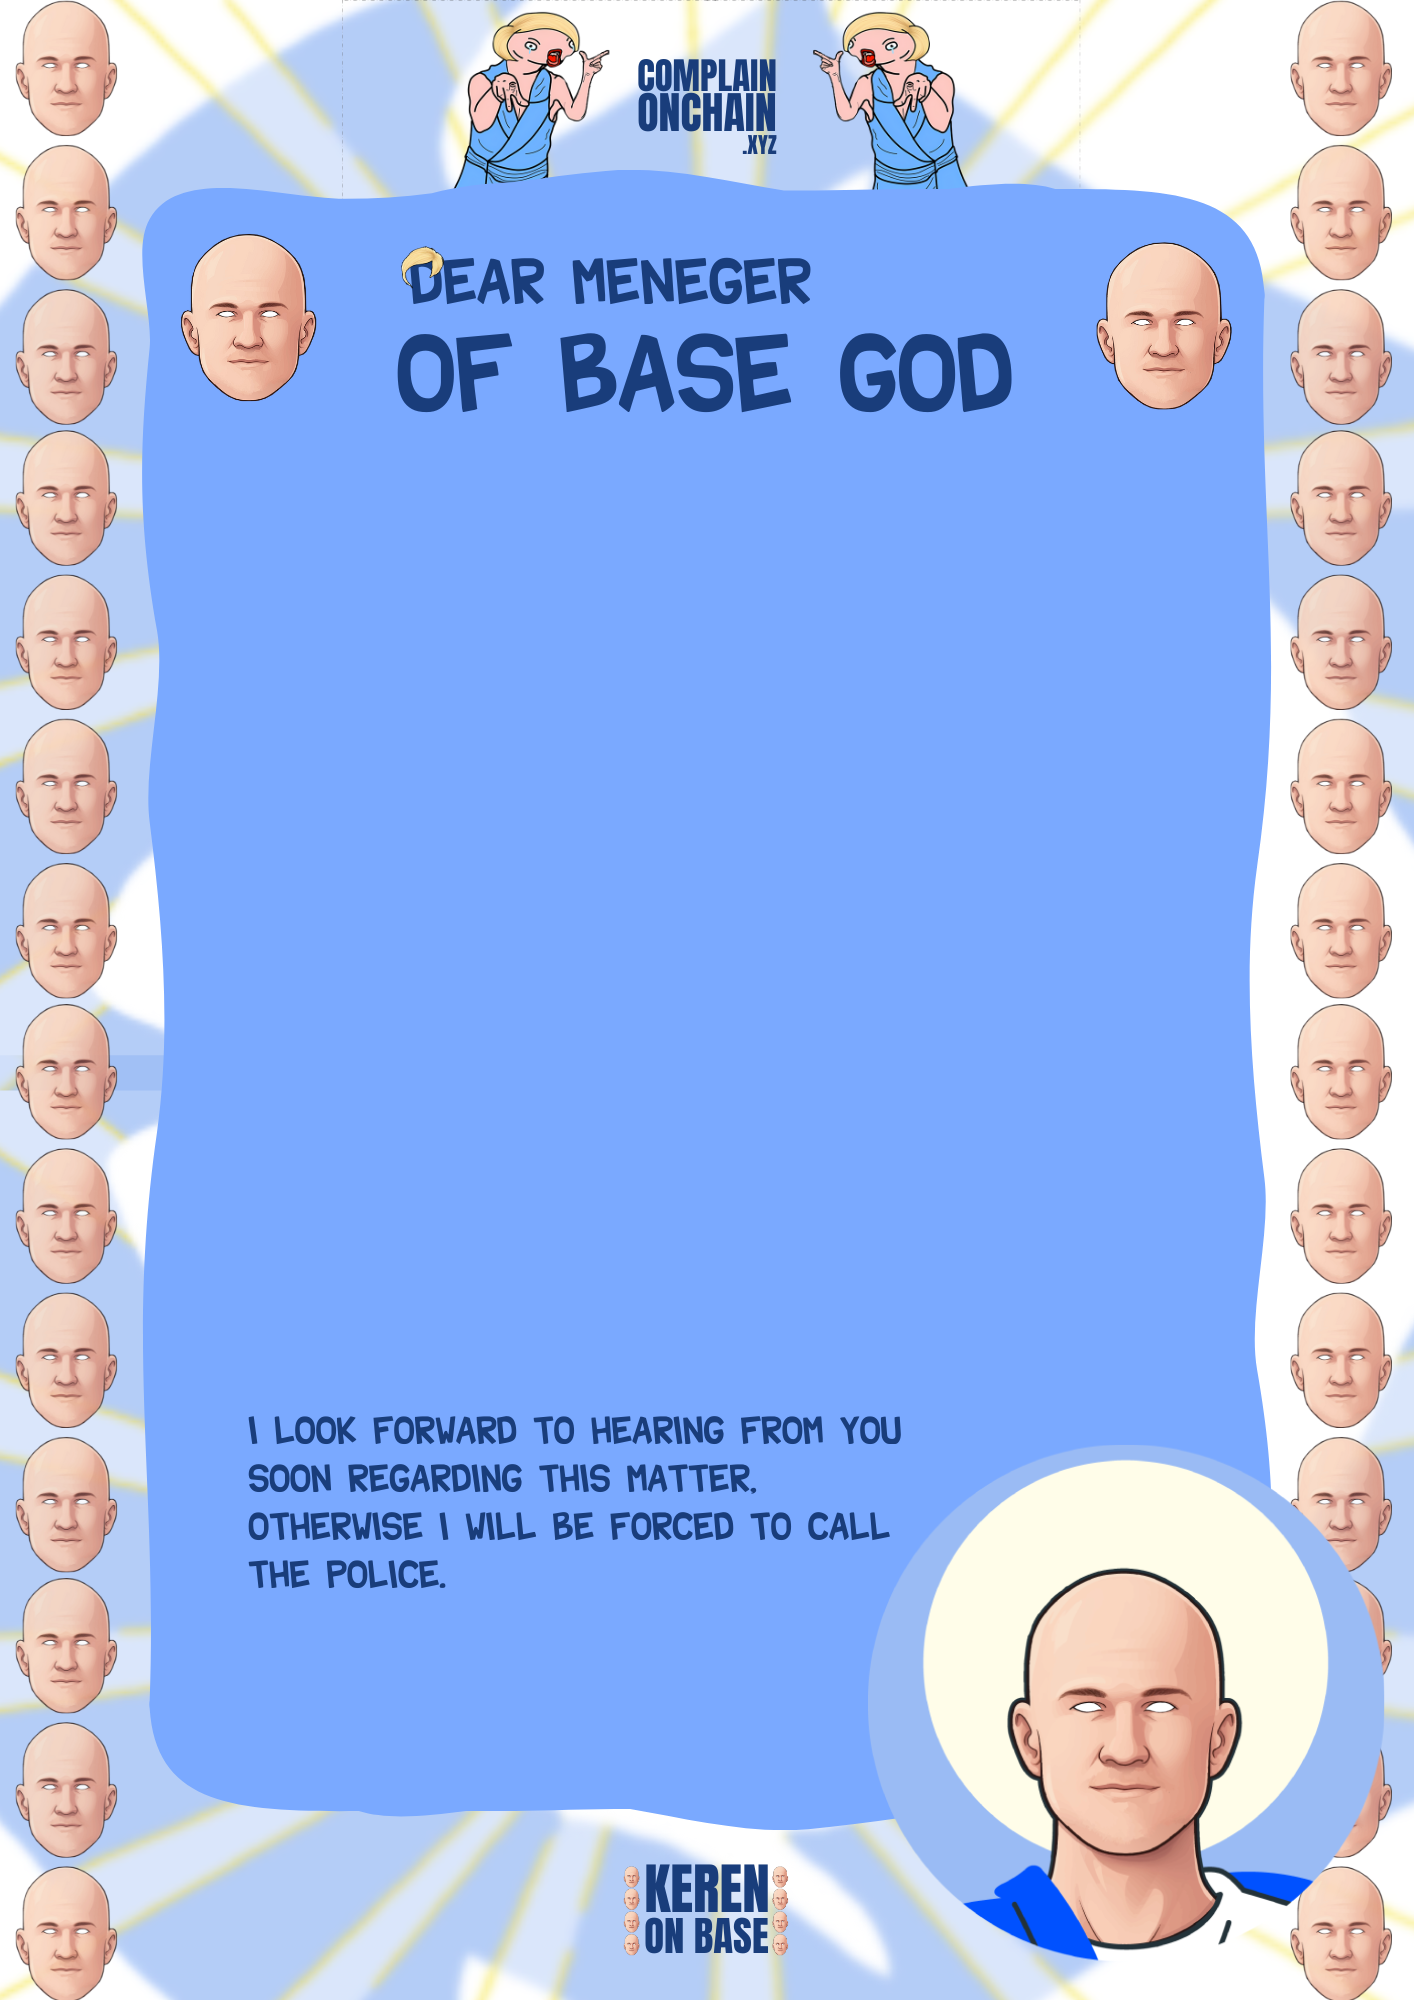 COMPLAIN
ONCHAIN
.XYZ
DEAR MENEGER
OF BASE GOD
I LOOK FORWARD TO HEARING FROM YOU
SOON REGARDING THIS MATTER.
OTHERWISE I WILL BE FORCED TO CALL
THE POLICE.
KEREN
ON BASE